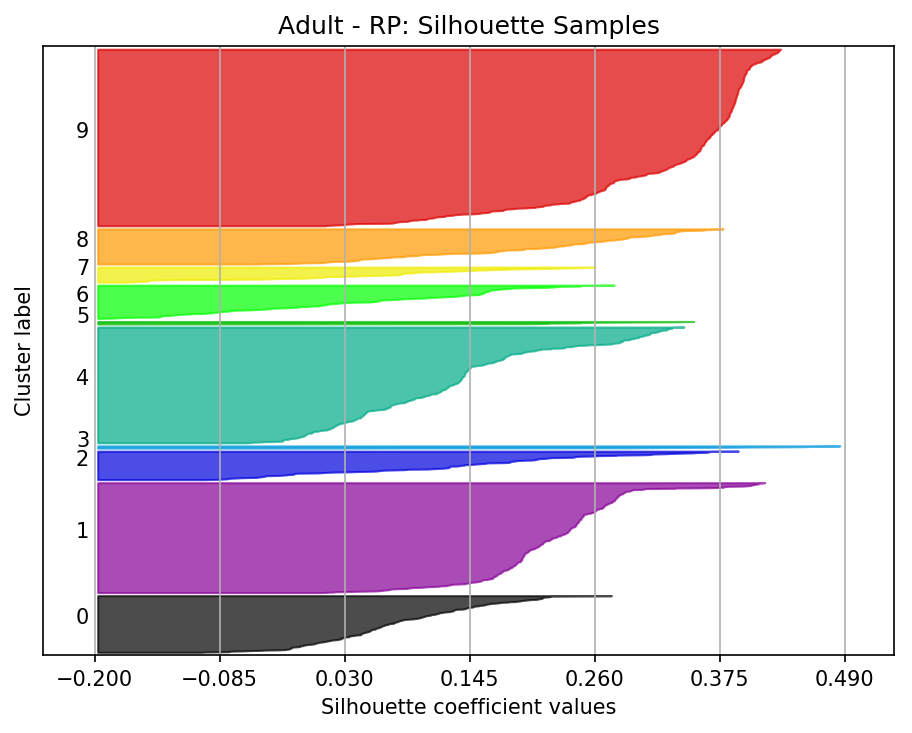 Adult - RP: Silhouette Samples
Cluster label
9
8
7
6
5
4
3
2
1
0
−0.200 −0.085 0.030 0.145 0.260 0.375 0.490
Silhouette coefficient values